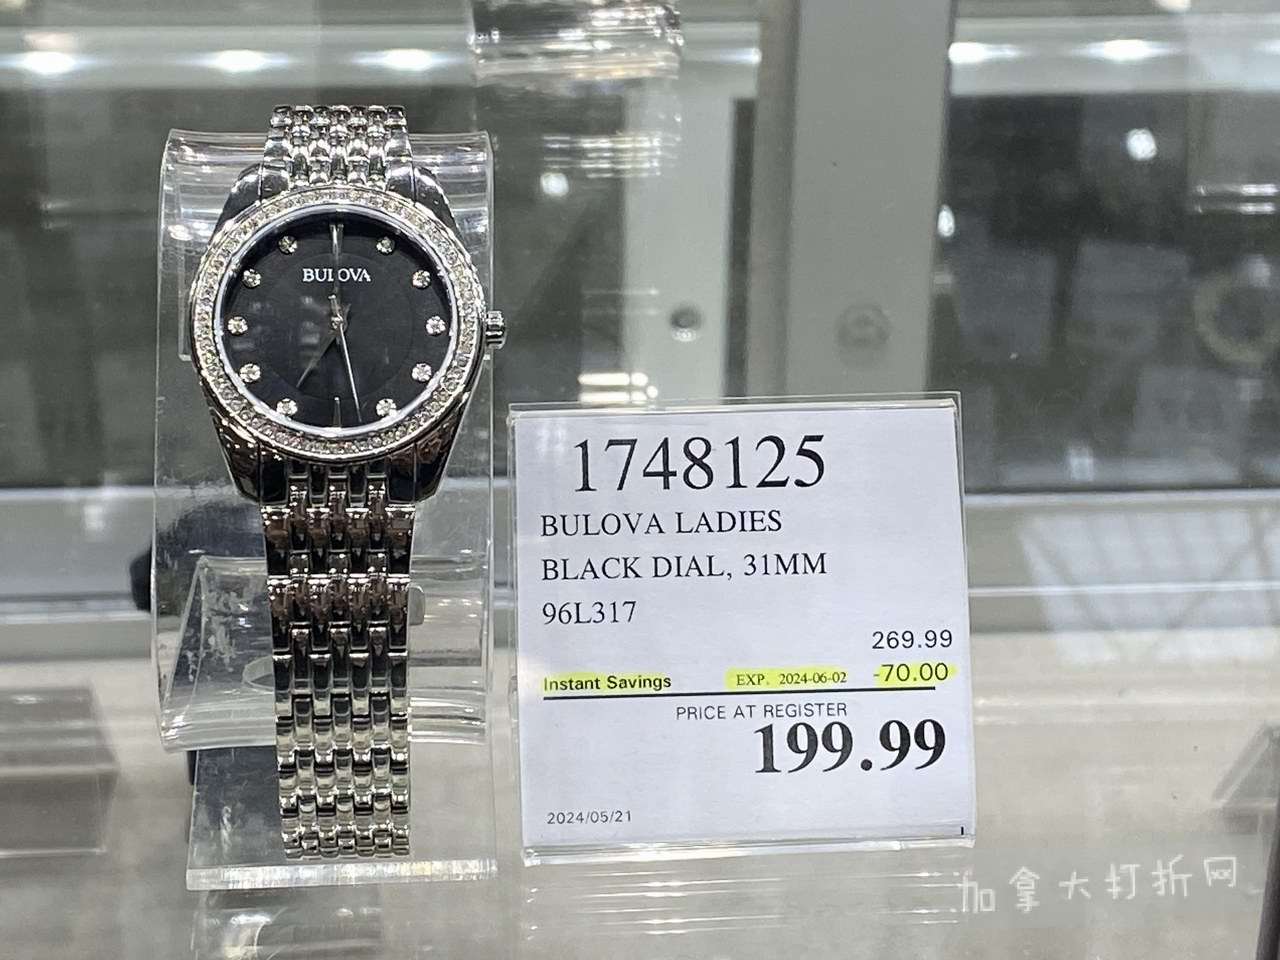 BULOVA
1748125
BULOVA LADIES
BLACK DIAL, 31MM
96L317
269.99
Instant Savings EXP. 2024-06-02 -70.00
PRICE AT REGISTER
199.99
2024/05/21
加拿大打折网